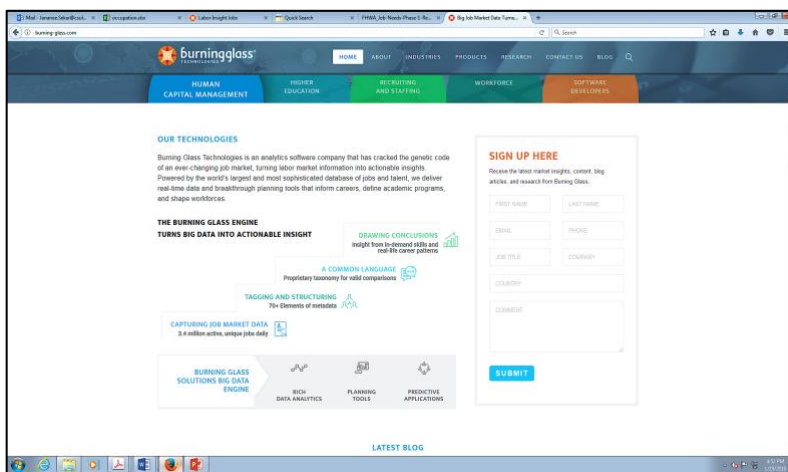 Mail - Jananee.Sekar@csul...
occupation.xlsx
Labor Insight Jobs
Quick Search
FHWA_Job-Needs-Phase 1-Re...
Big Job Market Data Turne...
burning-glass.com
Search
burningglass
TECHNOLOGIES
HOME ABOUT INDUSTRIES PRODUCTS RESEARCH CONTACT US BLOG
HUMAN
CAPITAL MANAGEMENT
HIGHER
EDUCATION
RECRUITING
AND STAFFING
WORKFORCE
SOFTWARE
DEVELOPERS
OUR TECHNOLOGIES
Burning Glass Technologies is an analytics software company that has cracked the genetic code
of an ever-changing job market, turning labor market information into actionable insights.
Powered by the world's largest and most sophisticated database of jobs and talent, we deliver
real-time data and breakthrough planning tools that inform careers, define academic programs,
and shape workforces.
THE BURNING GLASS ENGINE
TURNS BIG DATA INTO ACTIONABLE INSIGHT
DRAWING CONCLUSIONS
Insight from in-demand skills and
real-life career patterns
A COMMON LANGUAGE
Proprietary taxonomy for valid comparisons
TAGGING AND STRUCTURING
70+ Elements of metadata
CAPTURING JOB MARKET DATA
3.4 million active, unique jobs daily
BURNING GLASS
SOLUTIONS BIG DATA
ENGINE
RICH
DATA ANALYTICS
PLANNING
TOOLS
PREDICTIVE
APPLICATIONS
SIGN UP HERE
Receive the latest market insights, content, blog
articles, and research from Burning Glass.
FIRST NAME LAST NAME
EMAIL PHONE
JOB TITLE COMPANY
COUNTRY
COMMENT
SUBMIT
LATEST BLOG